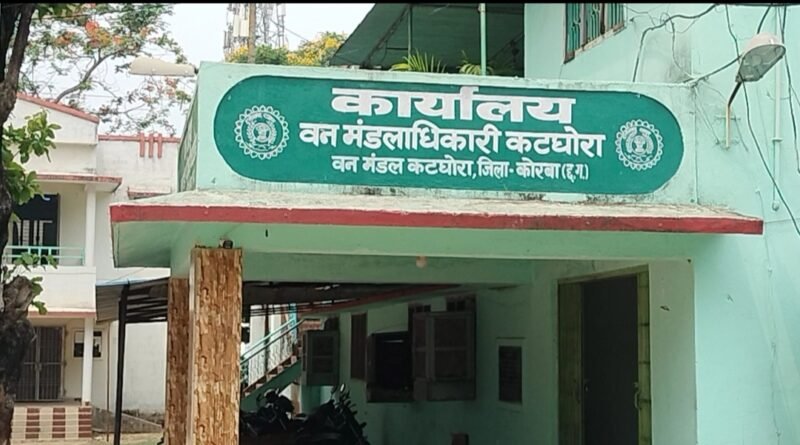 कार्यालय
वन मंडलाधिकारी कटघोरा
वन मंडल कटघोरा, जिला-कोरबा (छ.ग.)